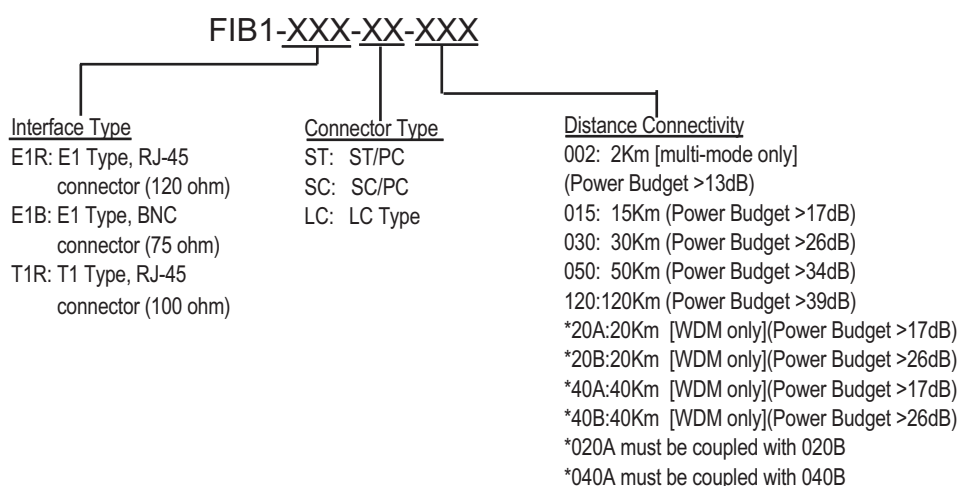 FIB1-XXX-XX-XXX
Interface Type
E1R: E1 Type, RJ-45
connector (120 ohm)
E1B: E1 Type, BNC
connector (75 ohm)
T1R: T1 Type, RJ-45
connector (100 ohm)
Connector Type
ST: ST/PC
SC: SC/PC
LC: LC Type
Distance Connectivity
002: 2Km [multi-mode only]
(Power Budget >13dB)
015: 15Km (Power Budget >17dB)
030: 30Km (Power Budget >26dB)
050: 50Km (Power Budget >34dB)
120:120Km (Power Budget >39dB)
*20A:20Km [WDM only](Power Budget >17dB)
*20B:20Km [WDM only](Power Budget >26dB)
*40A:40Km [WDM only](Power Budget >17dB)
*40B:40Km [WDM only](Power Budget >26dB)
*020A must be coupled with 020B
*040A must be coupled with 040B